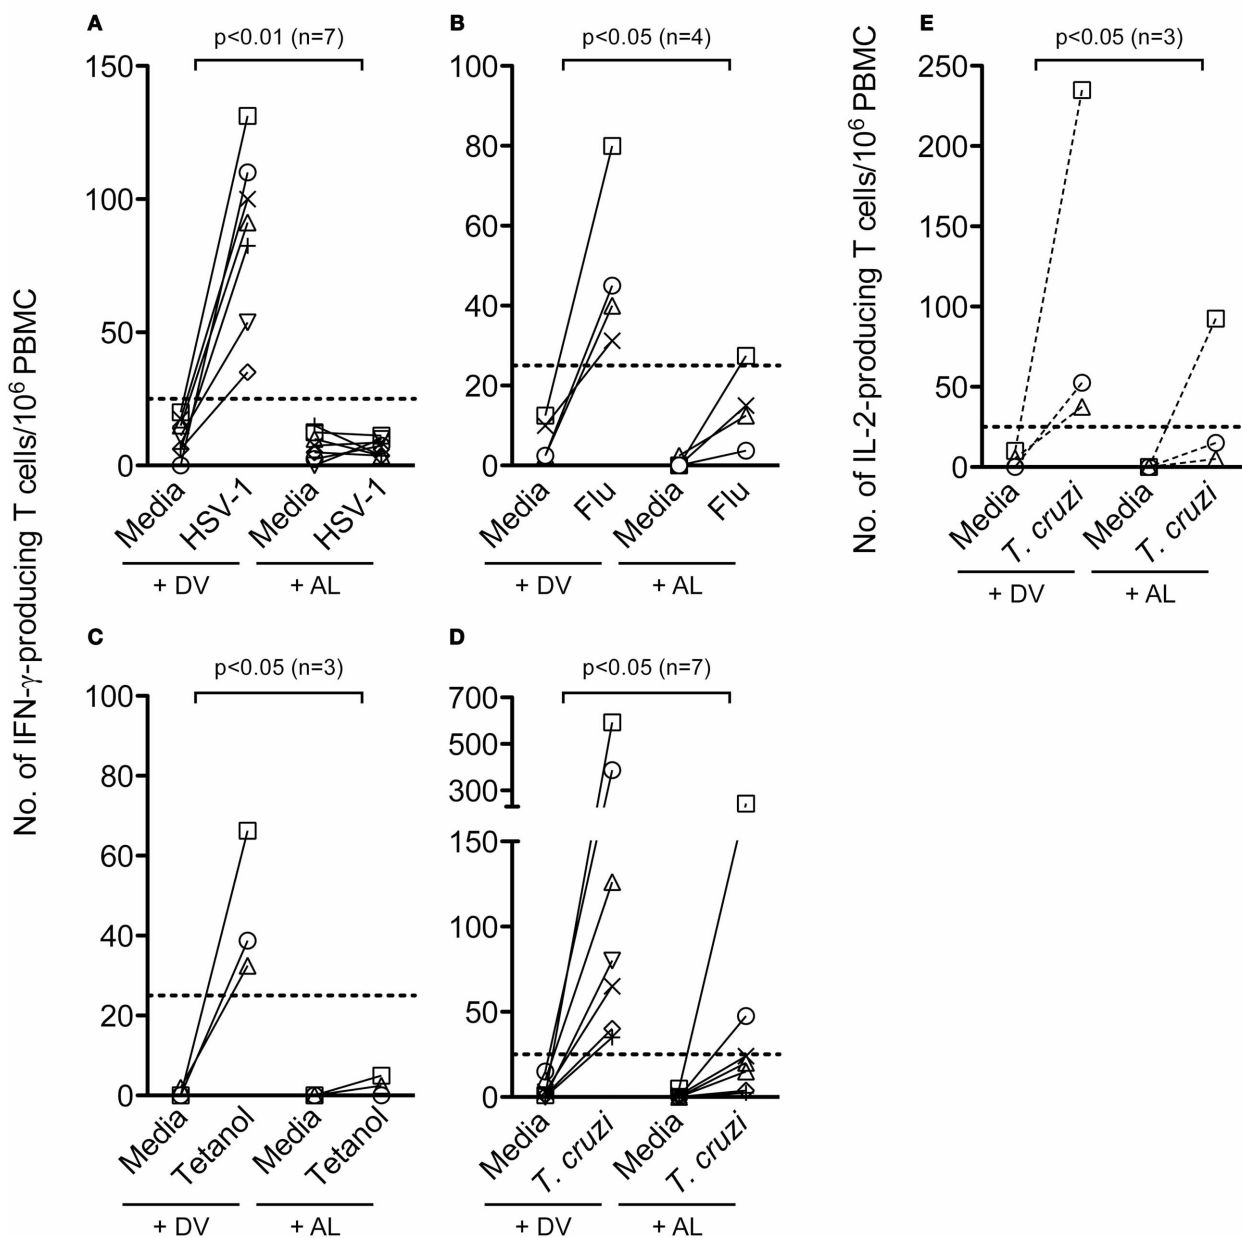 A
p<0.01 (n=7)
150
100
50
0
Media
HSV-1
Media
HSV-1
+ DV
+ AL
B
p<0.05 (n=4)
100
80
60
40
20
0
Media
Flu
Media
Flu
+ DV
+ AL
E
p<0.05 (n=3)
No. of IL-2-producing T cells/10⁶ PBMC
250
200
150
100
50
0
Media
T. cruzi
Media
T. cruzi
+ DV
+ AL
No. of IFN-γ-producing T cells/10⁶ PBMC
C
p<0.05 (n=3)
100
80
60
40
20
0
Media
Tetanol
Media
Tetanol
+ DV
+ AL
D
p<0.05 (n=7)
700
500
300
150
100
50
0
Media
T. cruzi
Media
T. cruzi
+ DV
+ AL